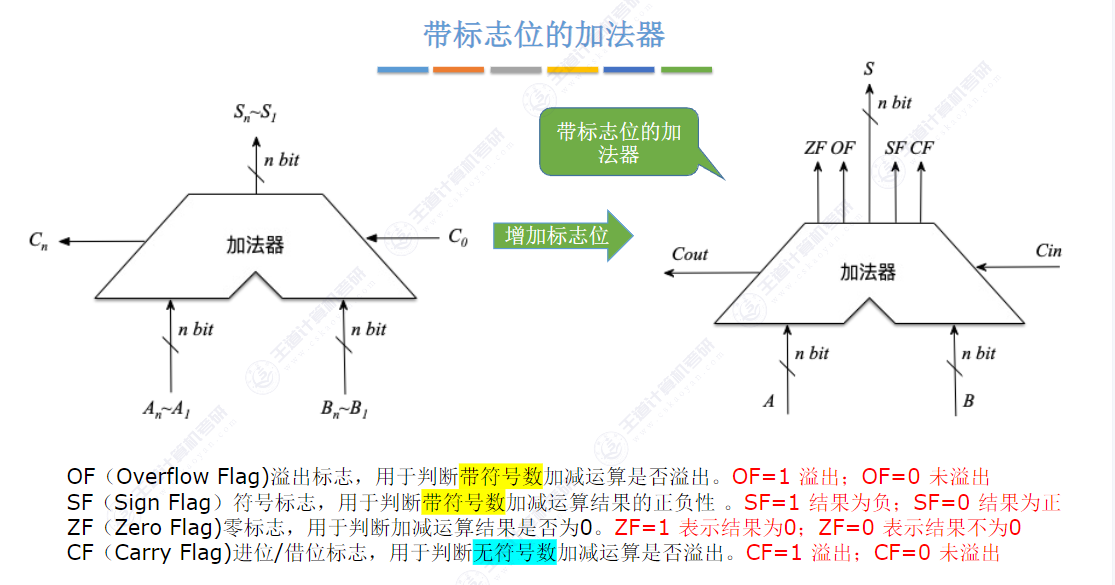 带标志位的加法器
Sn~S1
n bit
Cn
加法器
C0
n bit
n bit
An~A1
Bn~B1
增加标志位
带标志位的加
法器
S
n bit
ZF OF SF CF
Cout
加法器
Cin
n bit
n bit
A
B
OF（Overflow Flag)溢出标志，用于判断带符号数加减运算是否溢出。OF=1 溢出；OF=0 未溢出
SF（Sign Flag）符号标志，用于判断带符号数加减运算结果的正负性 。SF=1 结果为负；SF=0 结果为正
ZF（Zero Flag)零标志，用于判断加减运算结果是否为0。ZF=1 表示结果为0；ZF=0 表示结果不为0
CF（Carry Flag)进位/借位标志，用于判断无符号数加减运算是否溢出。CF=1 溢出；CF=0 未溢出
王道计算机考研